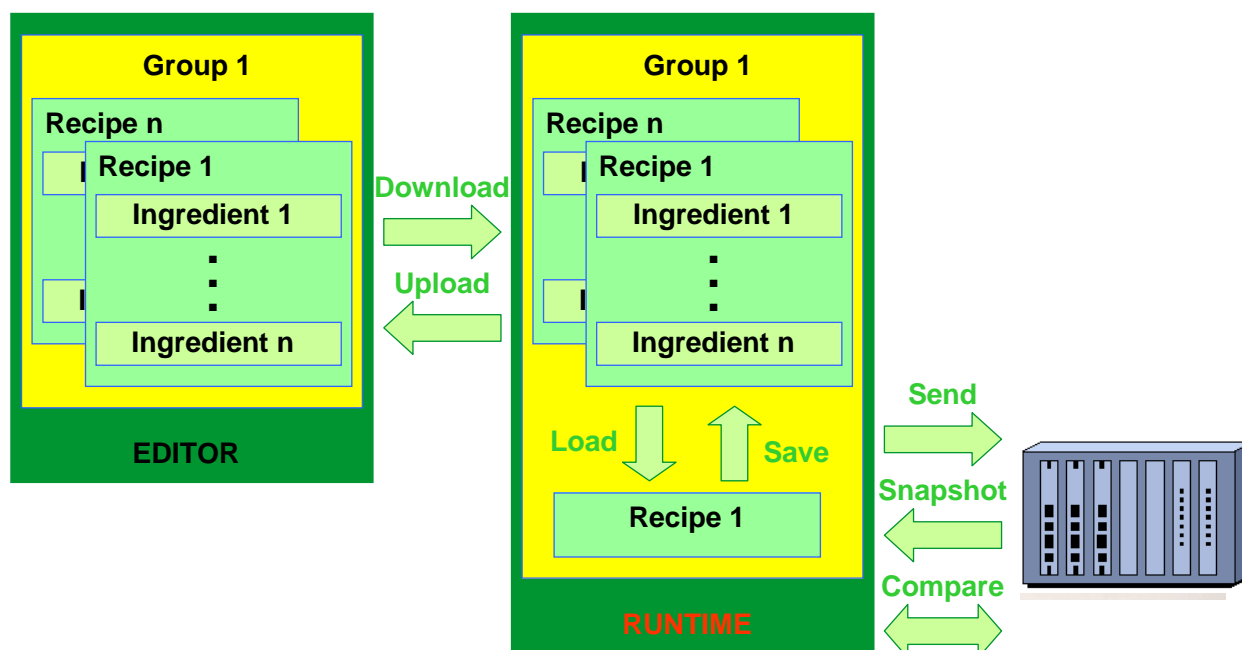 Group 1
Recipe n
Recipe 1
Ingredient 1
Ingredient n
EDITOR
Download
Upload
Group 1
Recipe n
Recipe 1
Ingredient 1
Ingredient n
Load
Save
Recipe 1
RUNTIME
Send
Snapshot
Compare